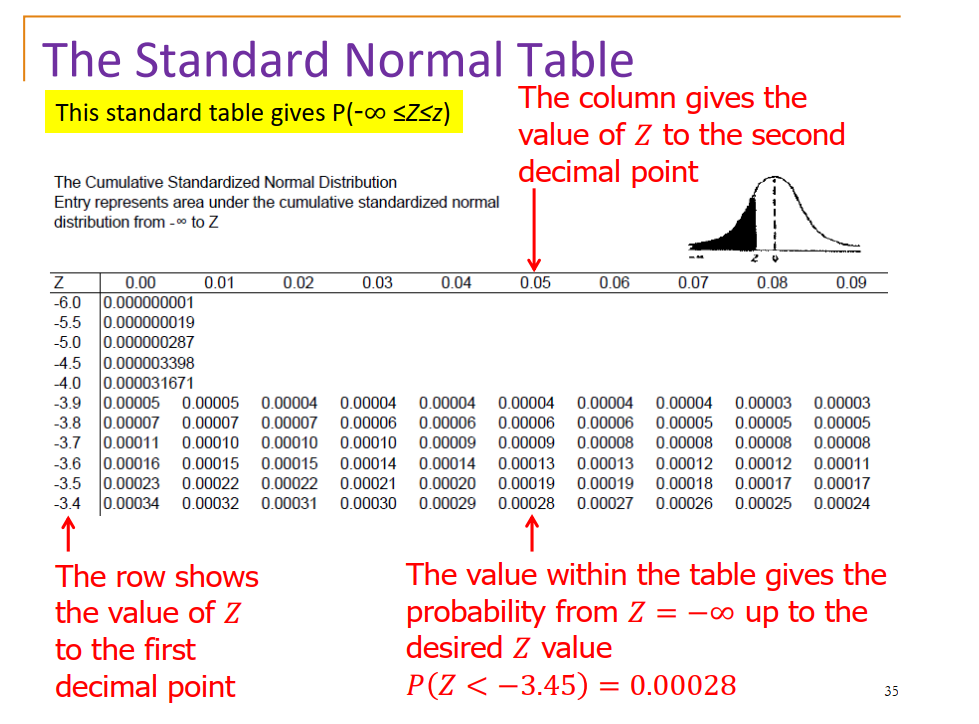 The Standard Normal Table
This standard table gives P(-∞ ≤Z≤z)
The column gives the
value of Z to the second
decimal point
The Cumulative Standardized Normal Distribution
Entry represents area under the cumulative standardized normal
distribution from -∞ to Z
-∞ Z 0
Z 0.00 0.01 0.02 0.03 0.04 0.05 0.06 0.07 0.08 0.09
-6.0 0.000000001
-5.5 0.000000019
-5.0 0.000000287
-4.5 0.000003398
-4.0 0.000031671
-3.9 0.00005 0.00005 0.00004 0.00004 0.00004 0.00004 0.00004 0.00004 0.00003 0.00003
-3.8 0.00007 0.00007 0.00007 0.00006 0.00006 0.00006 0.00006 0.00005 0.00005 0.00005
-3.7 0.00011 0.00010 0.00010 0.00010 0.00009 0.00009 0.00008 0.00008 0.00008 0.00008
-3.6 0.00016 0.00015 0.00015 0.00014 0.00014 0.00013 0.00013 0.00012 0.00012 0.00011
-3.5 0.00023 0.00022 0.00022 0.00021 0.00020 0.00019 0.00019 0.00018 0.00017 0.00017
-3.4 0.00034 0.00032 0.00031 0.00030 0.00029 0.00028 0.00027 0.00026 0.00025 0.00024
The row shows
the value of Z
to the first
decimal point
The value within the table gives the
probability from Z = −∞ up to the
desired Z value
P(Z < −3.45) = 0.00028
35